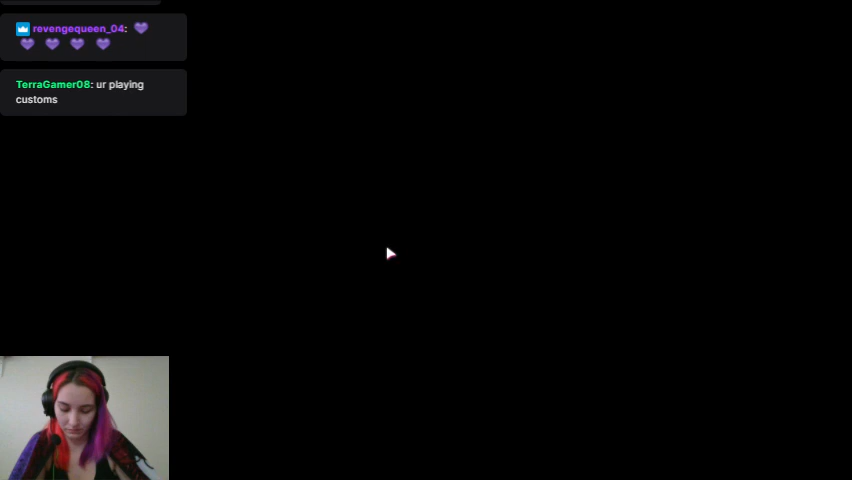 revengequeen_04: 💜
💜 💜 💜 💜
TerraGamer08: ur playing
customs